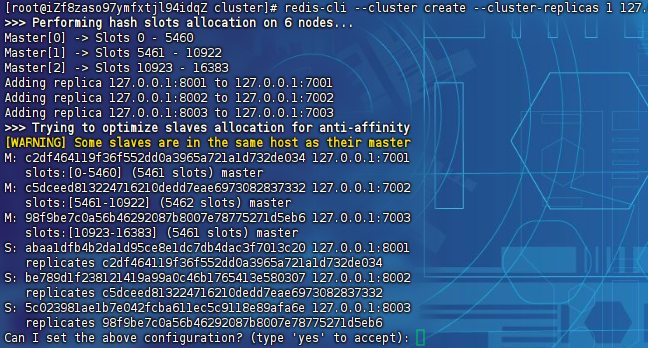 [root@iZf8zaso97ymfxtjl94idqZ cluster]# redis-cli --cluster create --cluster-replicas 1 127.
>>> Performing hash slots allocation on 6 nodes...
Master[0] -> Slots 0 - 5460
Master[1] -> Slots 5461 - 10922
Master[2] -> Slots 10923 - 16383
Adding replica 127.0.0.1:8001 to 127.0.0.1:7001
Adding replica 127.0.0.1:8002 to 127.0.0.1:7002
Adding replica 127.0.0.1:8003 to 127.0.0.1:7003
>>> Trying to optimize slaves allocation for anti-affinity
[WARNING] Some slaves are in the same host as their master
M: c2df464119f36f552dd0a3965a721a1d732de034 127.0.0.1:7001
slots:[0-5460] (5461 slots) master
M: c5dceed813224716210dedd7eae6973082837332 127.0.0.1:7002
slots:[5461-10922] (5462 slots) master
M: 98f9be7c0a56b46292087b8007e78775271d5eb6 127.0.0.1:7003
slots:[10923-16383] (5461 slots) master
S: abaa1dfb4b2da1d95ce8e1dc7db4dac3f7013c20 127.0.0.1:8001
replicates c2df464119f36f552dd0a3965a721a1d732de034
S: be789d1f238121419a99a0c46b1765413e580307 127.0.0.1:8002
replicates c5dceed813224716210dedd7eae6973082837332
S: 5c023981ae1b7e042fcba611ec5c9118e89afa6e 127.0.0.1:8003
replicates 98f9be7c0a56b46292087b8007e78775271d5eb6
Can I set the above configuration? (type 'yes' to accept):